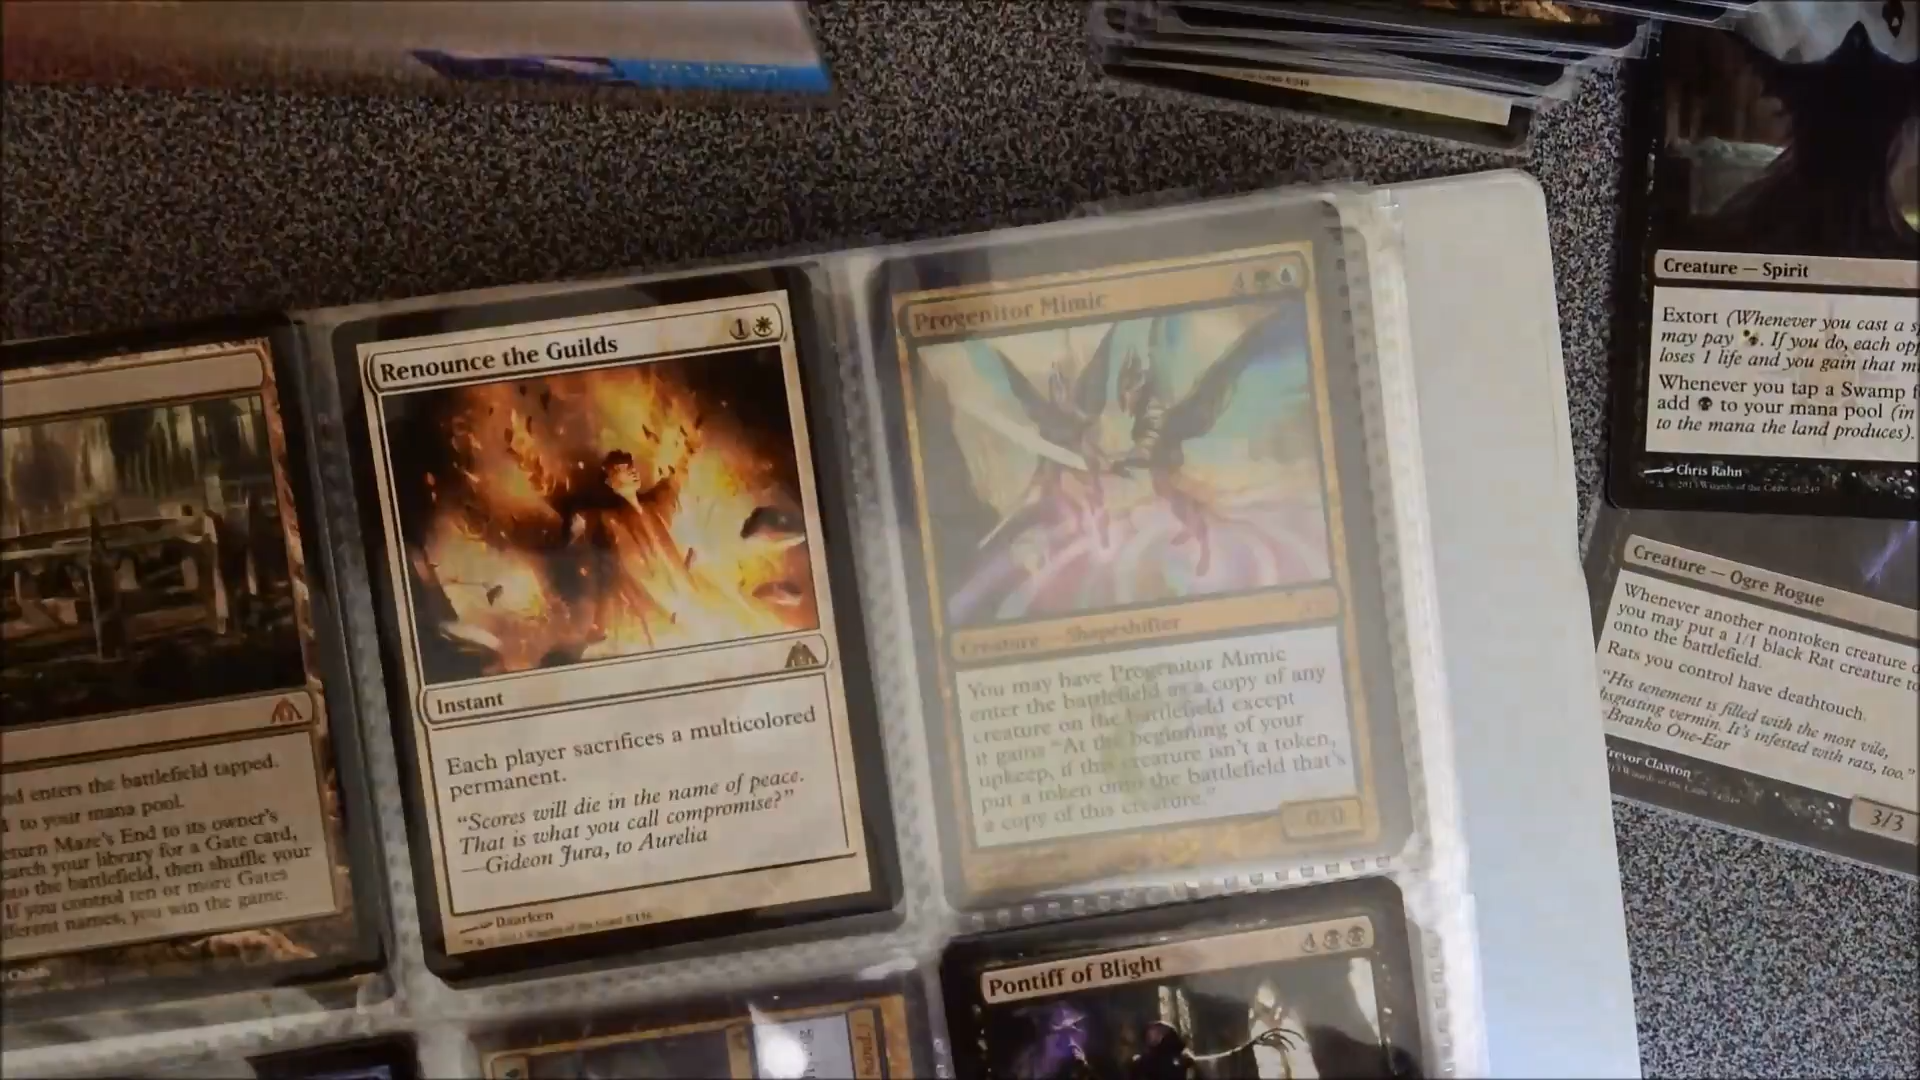 Renounce the Guilds
1
Instant
Each player sacrifices a multicolored
permanent.
"Scores will die in the name of peace.
That is what you call compromise?"
—Gideon Jura, to Aurelia
Daarken
Progenitor Mimic
4
Creature — Shapeshifter
You may have Progenitor Mimic
enter the battlefield as a copy of any
creature on the battlefield except
it gains "At the beginning of your
upkeep, if this creature isn't a token,
put a token onto the battlefield that's
a copy of this creature."
0/0
Pontiff of Blight
4
enters the battlefield tapped.
to your mana pool.
Maze's End to its owner's
your library for a Gate card,
the battlefield, then shuffle your
If you control ten or more Gates
names, you win the game.
Creature — Spirit
Extort (Whenever you cast a
may pay . If you do, each
loses 1 life and you gain that
Whenever you tap a Swamp
add to your mana pool (in
to the mana the land produces).
Chris Rahn
Creature — Ogre Rogue
Whenever another nontoken creature
you may put a 1/1 black Rat creature
onto the battlefield.
Rats you control have deathtouch.
"His tenement is filled with the most vile,
disgusting vermin. It's infested with rats, too."
—Branko One-Ear
Trevor Claxton
3/3